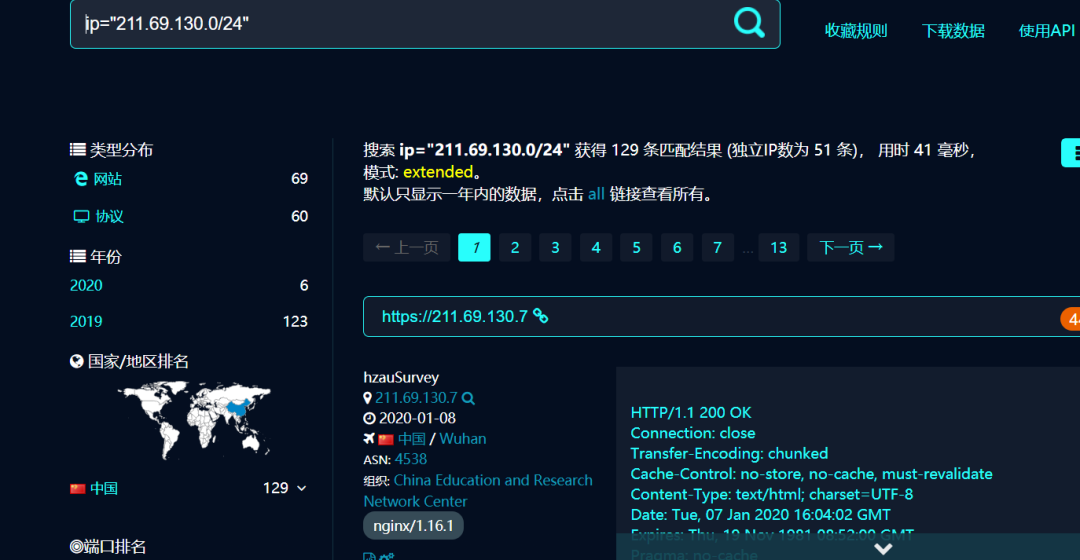 ip="211.69.130.0/24"
收藏规则 下载数据 使用API
类型分布
网站 69
协议 60
年份
2020 6
2019 123
国家/地区排名
中国 129
端口排名
搜索 ip="211.69.130.0/24" 获得 129 条匹配结果 (独立IP数为 51 条)， 用时 41 毫秒，
模式: extended。
默认只显示一年内的数据，点击 all 链接查看所有。
← 上一页 1 2 3 4 5 6 7 ... 13 下一页 →
https://211.69.130.7
hzauSurvey
211.69.130.7
2020-01-08
中国 / Wuhan
ASN: 4538
组织: China Education and Research
Network Center
nginx/1.16.1
HTTP/1.1 200 OK
Connection: close
Transfer-Encoding: chunked
Cache-Control: no-store, no-cache, must-revalidate
Content-Type: text/html; charset=UTF-8
Date: Tue, 07 Jan 2020 16:04:02 GMT
Expires: Thu, 19 Nov 1981 08:52:00 GMT
Pragma: no-cache